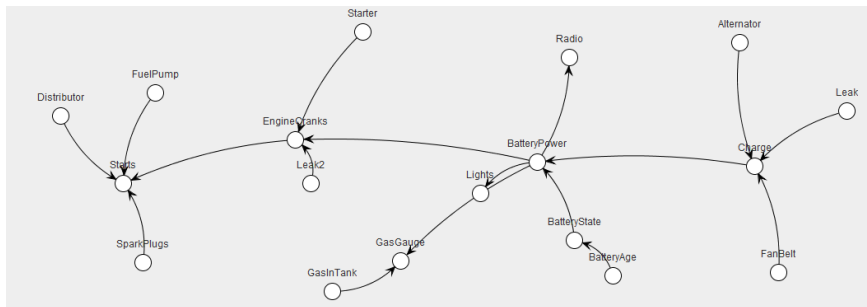 Starter
Alternator
Radio
FuelPump
Distributor
Leak
EngineCranks
BatteryPower
Charge
Starts
Leak2
Lights
BatteryState
SparkPlugs
GasGauge
BatteryAge
FanBelt
GasInTank